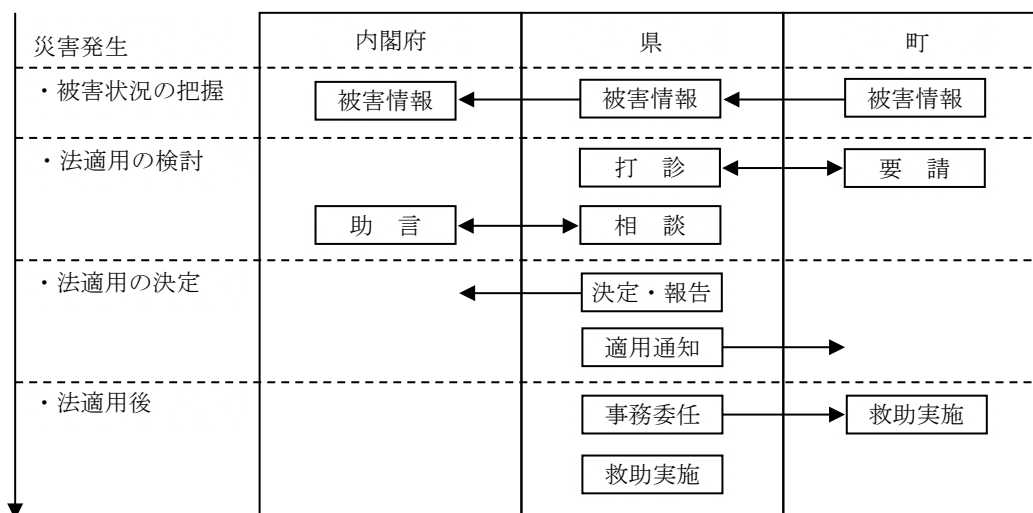 災害発生
内閣府
県
町
・被害状況の把握
被害情報
被害情報
被害情報
・法適用の検討
打 診
要 請
助 言
相 談
・法適用の決定
決定・報告
適用通知
・法適用後
事務委任
救助実施
救助実施